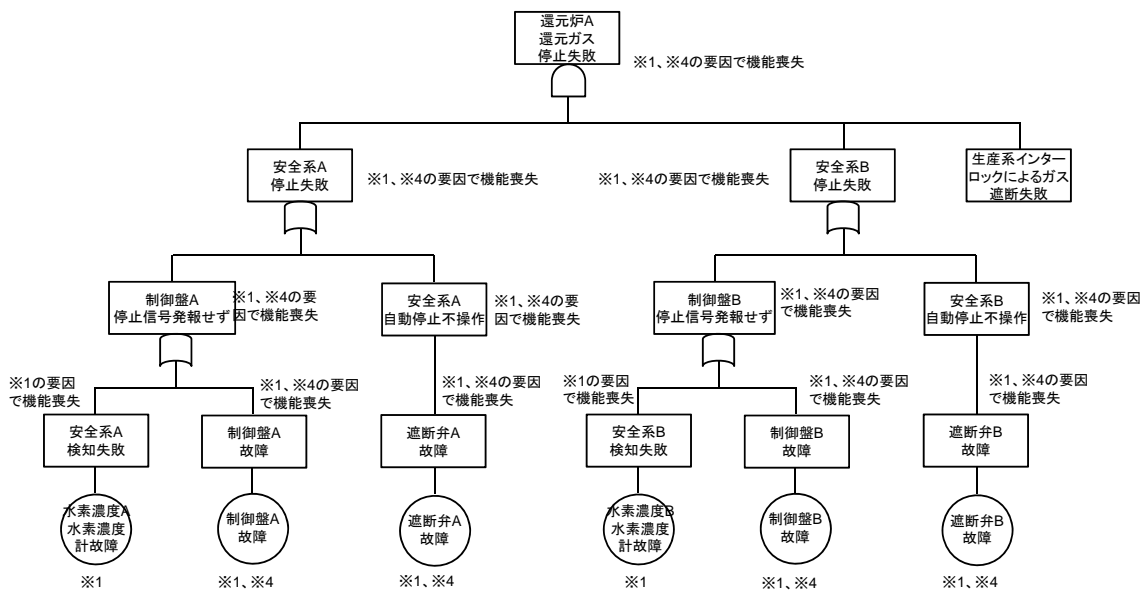 還元炉A
還元ガス
停止失敗
※1、※4の要因で機能喪失
安全系A
停止失敗
※1、※4の要因で機能喪失
※1、※4の要因で機能喪失
安全系B
停止失敗
生産系インター
ロックによるガス
遮断失敗
制御盤A
停止信号発報せず
※1、※4の要
因で機能喪失
安全系A
自動停止不操作
※1、※4の要
因で機能喪失
制御盤B
停止信号発報せず
※1、※4の要因
で機能喪失
安全系B
自動停止不操作
※1、※4の要因
で機能喪失
※1の要因
で機能喪失
※1、※4の要因
で機能喪失
※1、※4の要因
で機能喪失
※1の要因
で機能喪失
※1、※4の要因
で機能喪失
※1、※4の要因
で機能喪失
安全系A
検知失敗
制御盤A
故障
遮断弁A
故障
安全系B
検知失敗
制御盤B
故障
遮断弁B
故障
水素濃度A
水素濃度
計故障
制御盤A
故障
遮断弁A
故障
水素濃度B
水素濃度
計故障
制御盤B
故障
遮断弁B
故障
※1
※1、※4
※1、※4
※1
※1、※4
※1、※4